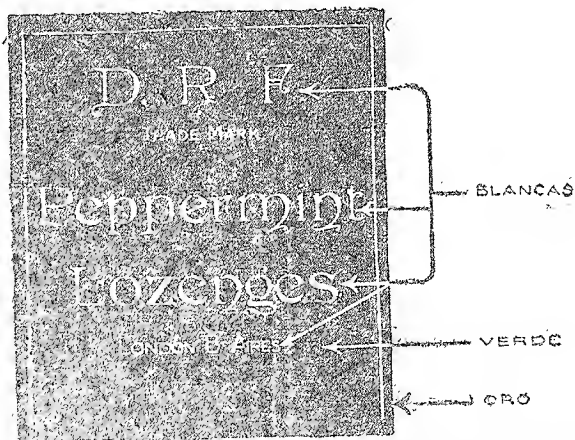 D. R. F
TRADE MARK
Peppermint
Lozenges
LONDON B. AIRES
BLANCAS
VERDE
ORO